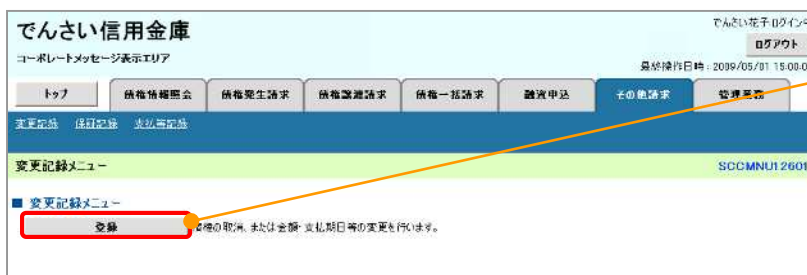 でんさい信用金庫
でんさい花子 ログイン中
ログアウト
コーポレートメッセージ表示エリア
最終操作日時:2009/05/01 15:00:0
トップ 債権情報照会 債権発生請求 債権譲渡請求 債権一括請求 融資申込 その他請求 管理業務
変更記録 保証記録 支払等記録
変更記録メニュー SCCMNU12601
■ 変更記録メニュー
登録 債権の取消、または金額・支払期日等の変更を行います。